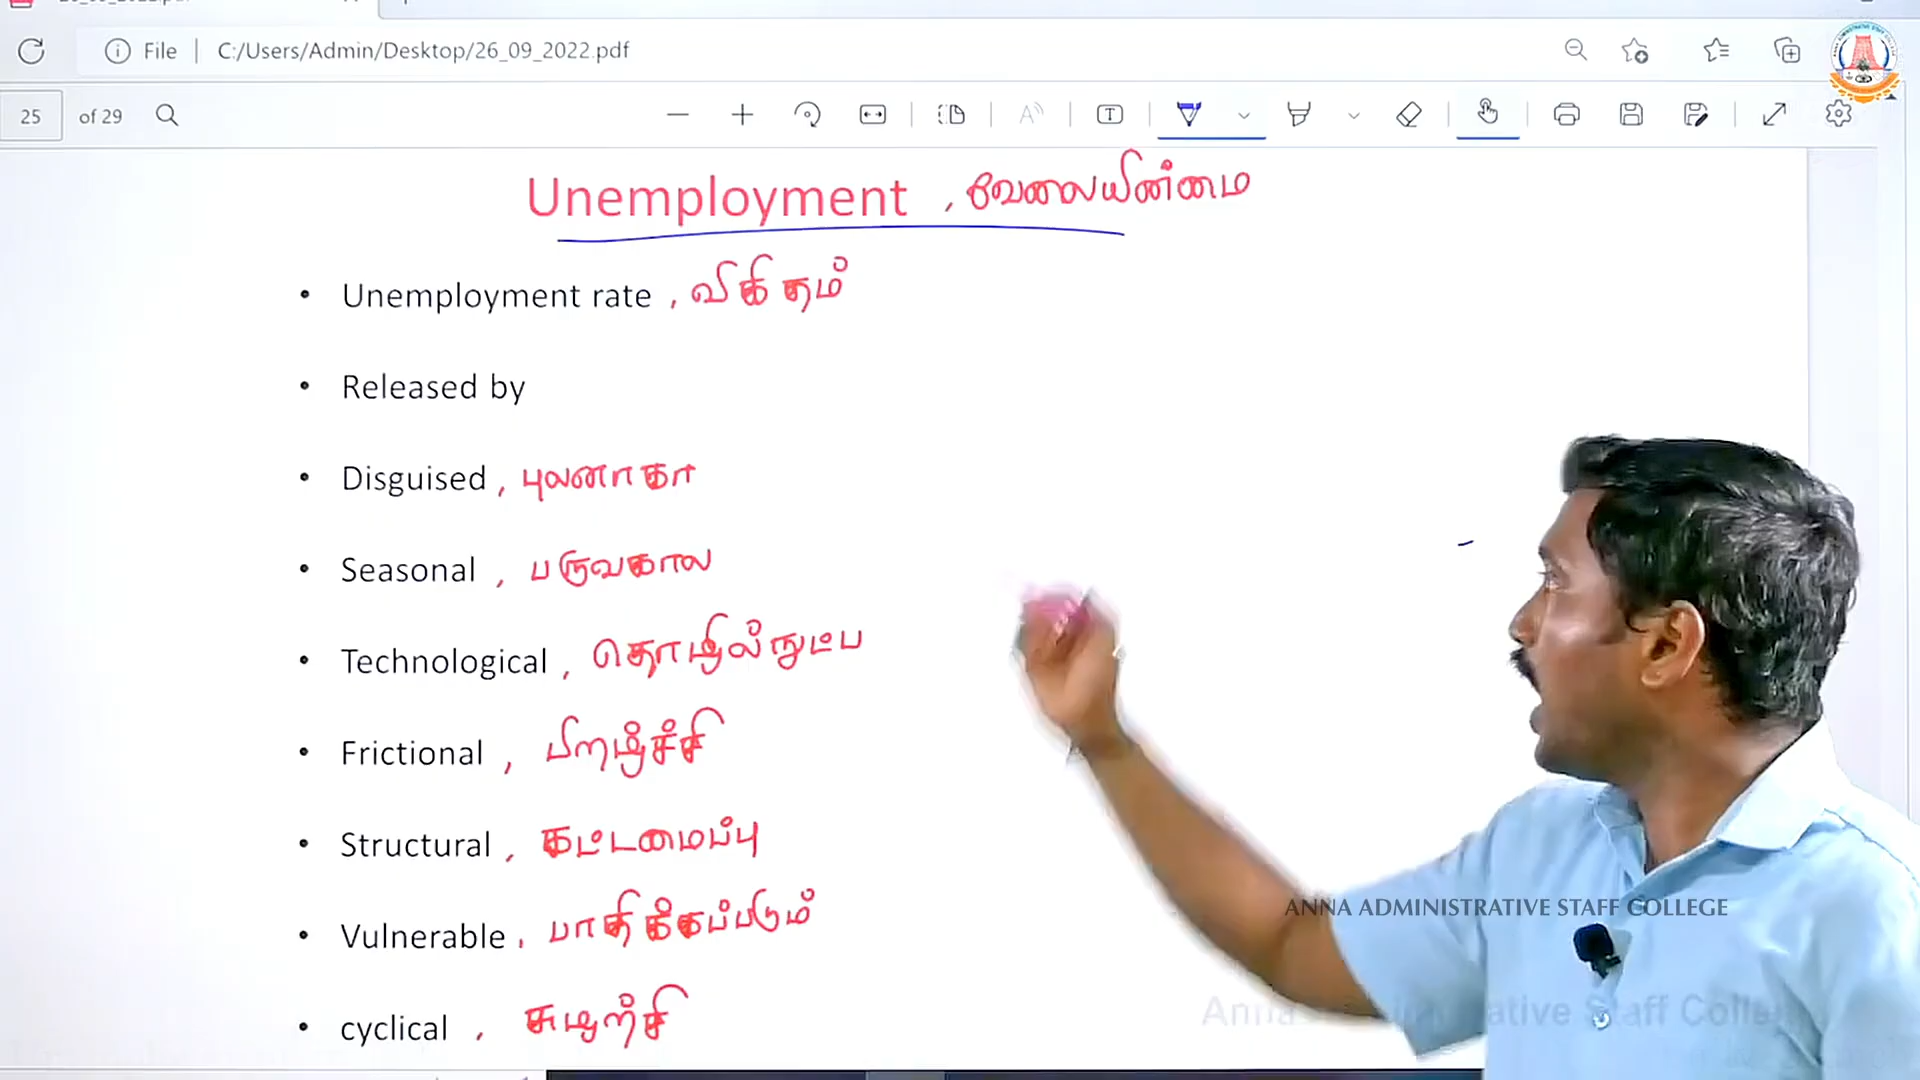 File | C:/Users/Admin/Desktop/26_09_2022.pdf
25 of 29
Unemployment , வேலையின்மை
• Unemployment rate , விகிதம்
• Released by
• Disguised , புலனாகா
• Seasonal , பருவகால
• Technological , தொழில்நுட்ப
• Frictional , பிறழ்ச்சி
• Structural , கட்டமைப்பு
• Vulnerable , பாதிக்கப்படும்
• cyclical , சுழற்சி
ANNA ADMINISTRATIVE STAFF COLLEGE